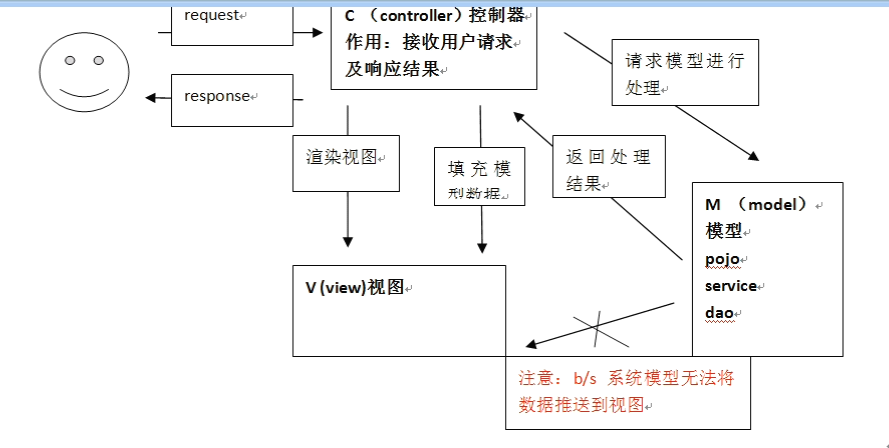 request
C （controller）控制器
作用：接收用户请求
及响应结果
请求模型进行
处理
response
渲染视图
填充模
型数据
返回处理
结果
M （model）
模型
pojo
service
dao
V (view)视图
注意：b/s 系统模型无法将
数据推送到视图